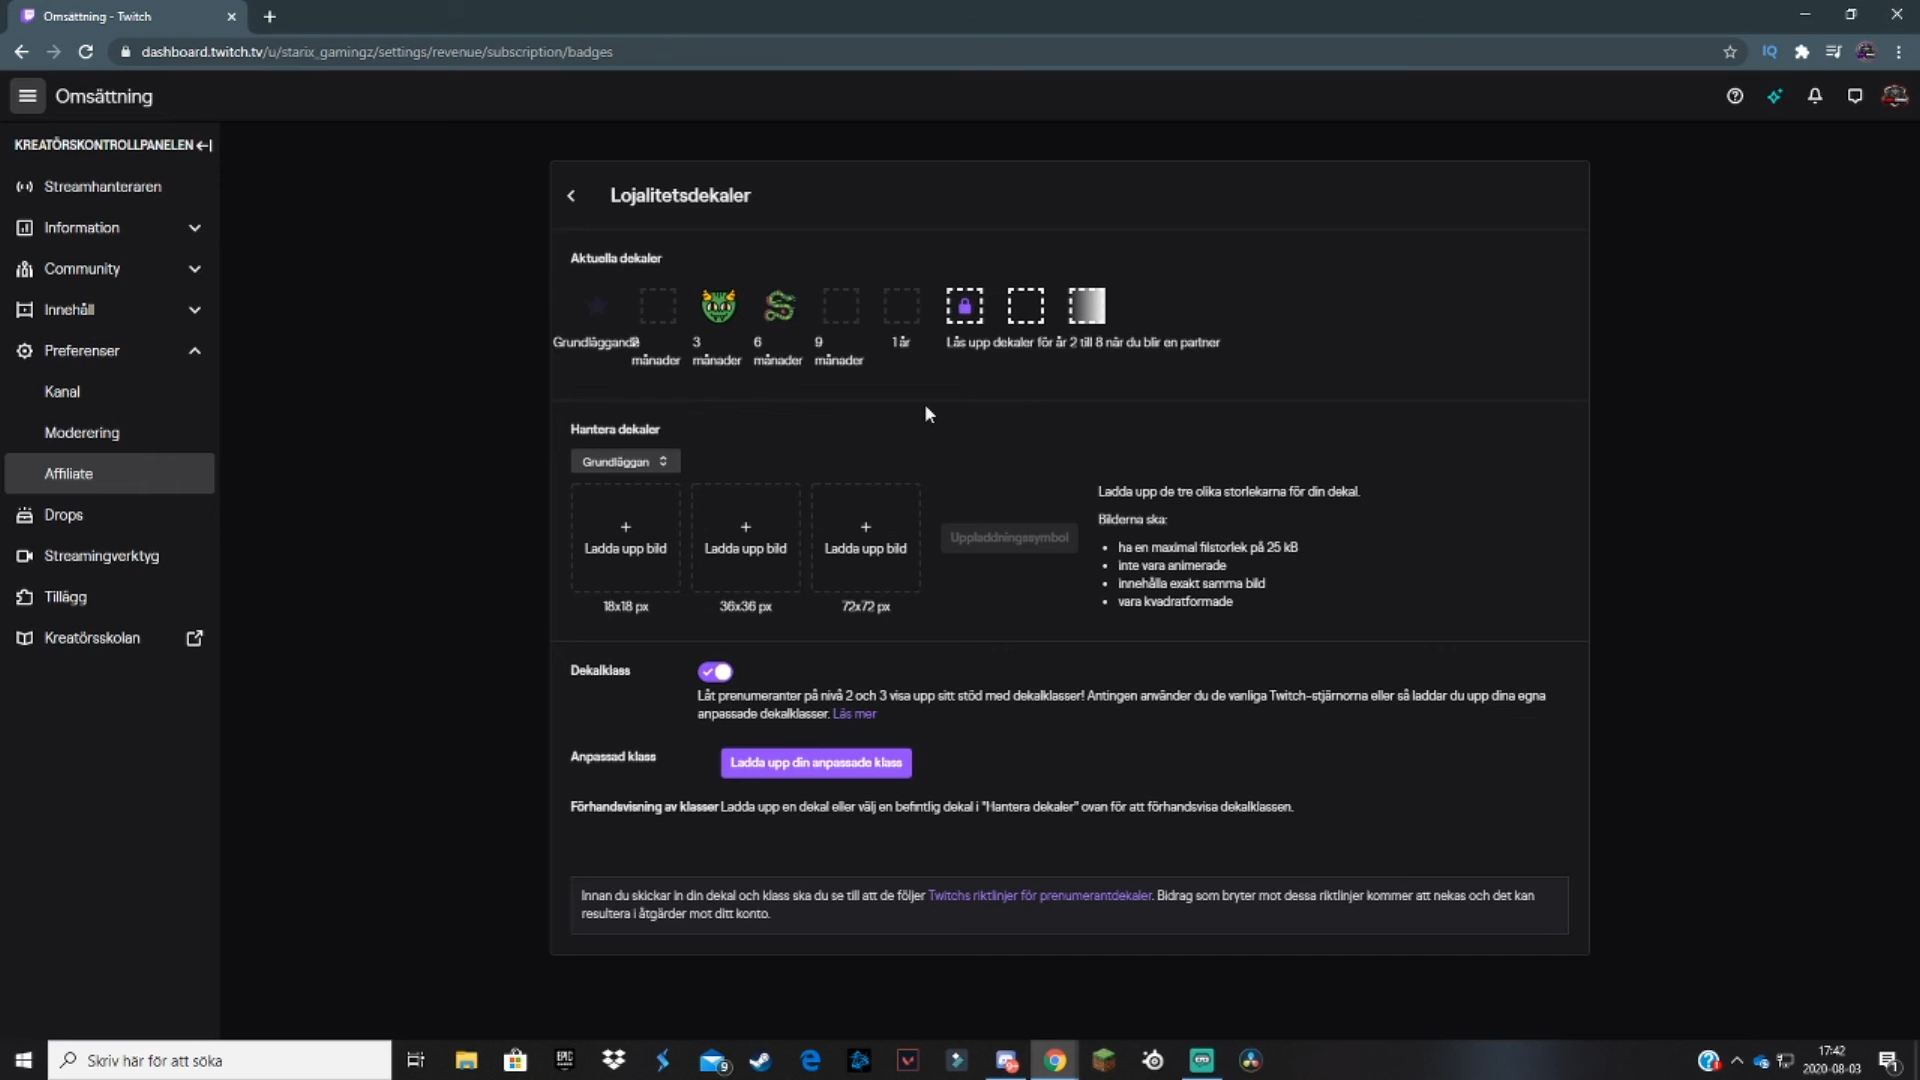 Omsättning - Twitch
dashboard.twitch.tv/u/starix_gamingz/settings/revenue/subscription/badges
IQ
Omsättning
KREATÖRSKONTROLLPANELEN
Streamhanteraren
Information
Community
Innehåll
Preferenser
Kanal
Moderering
Affiliate
Drops
Streamingverktyg
Tillägg
Kreatörsskolan
Lojalitetsdekaler
Aktuella dekaler
Grundläggande
månader
3
månader
6
månader
9
månader
1 år
Lås upp dekaler för år 2 till 8 när du blir en partner
Hantera dekaler
Grundläggan
Ladda upp bild
Ladda upp bild
Ladda upp bild
18x18 px
36x36 px
72x72 px
Uppladdningssymbol
Ladda upp de tre olika storlekarna för din dekal.
Bilderna ska:
• ha en maximal filstorlek på 25 kB
• inte vara animerade
• innehålla exakt samma bild
• vara kvadratformade
Dekalklass
Låt prenumeranter på nivå 2 och 3 visa upp sitt stöd med dekalklasser! Antingen använder du de vanliga Twitch-stjärnorna eller så laddar du upp dina egna
anpassade dekalklasser. Läs mer
Anpassad klass
Ladda upp din anpassade klass
Förhandsvisning av klasser Ladda upp en dekal eller välj en befintlig dekal i "Hantera dekaler" ovan för att förhandsvisa dekalklassen.
Innan du skickar in din dekal och klass ska du se till att de följer Twitchs riktlinjer för prenumerantdekaler. Bidrag som bryter mot dessa riktlinjer kommer att nekas och det kan
resultera i åtgärder mot ditt konto.
Skriv här för att söka
EPIC
9
17:42
2020-08-03
1